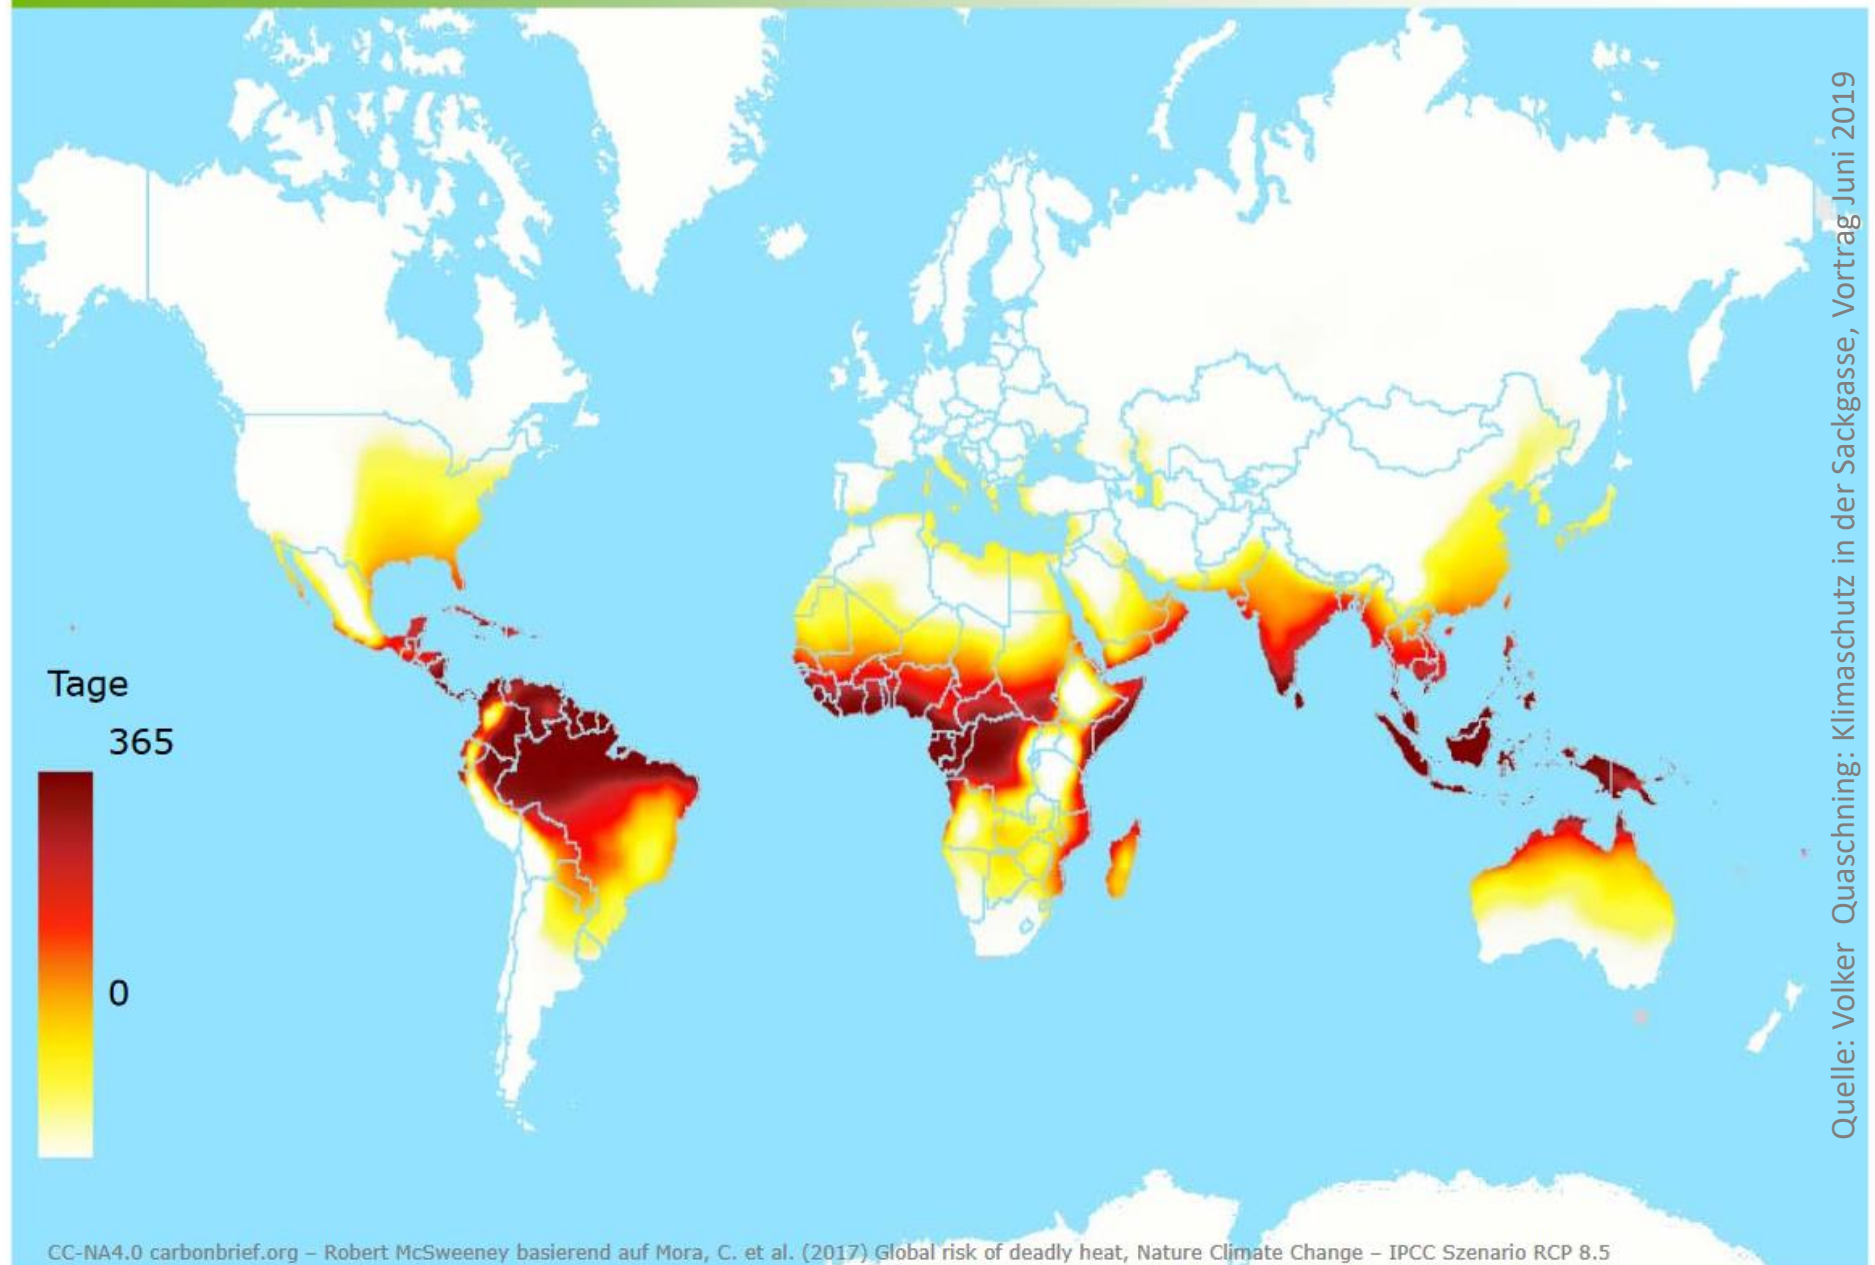 Tage
365
0
Quelle: Volker Quaschning: Klimaschutz in der Sackgasse, Vortrag Juni 2019
CC-NA4.0 carbonbrief.org – Robert McSweeney basierend auf Mora, C. et al. (2017) Global risk of deadly heat, Nature Climate Change – IPCC Szenario RCP 8.5